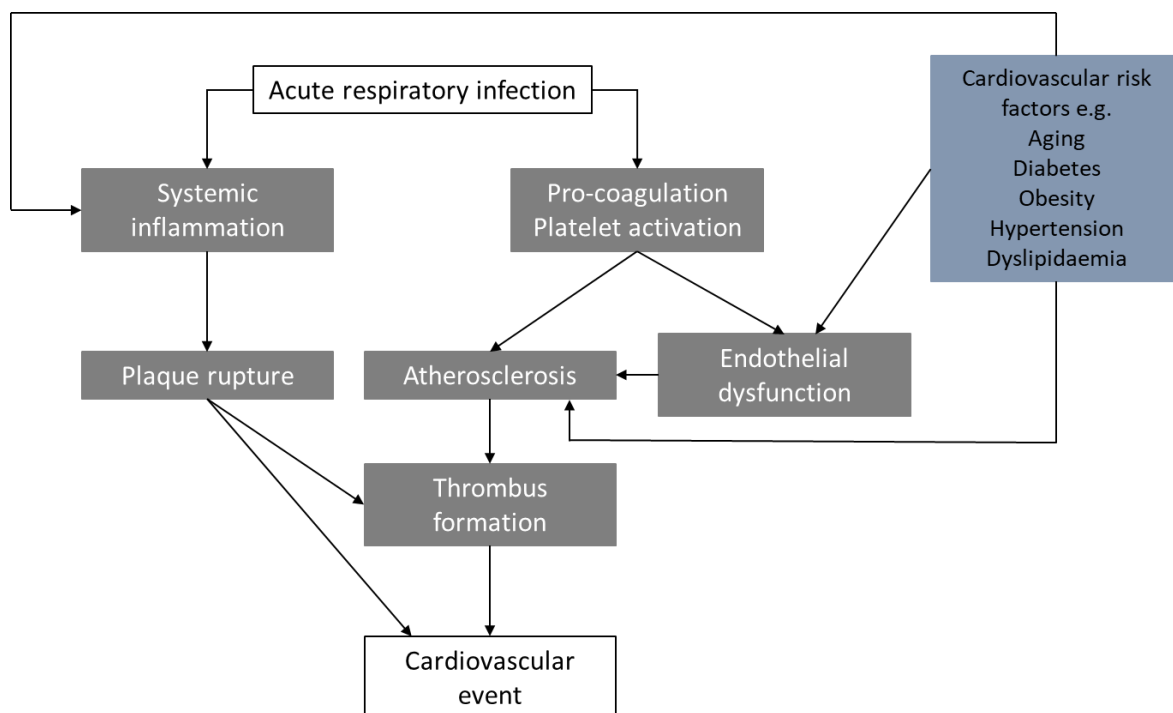 Acute respiratory infection
Cardiovascular risk
factors e.g.
Aging
Diabetes
Obesity
Hypertension
Dyslipidaemia
Systemic
inflammation
Pro-coagulation
Platelet activation
Plaque rupture
Atherosclerosis
Endothelial
dysfunction
Thrombus
formation
Cardiovascular
event